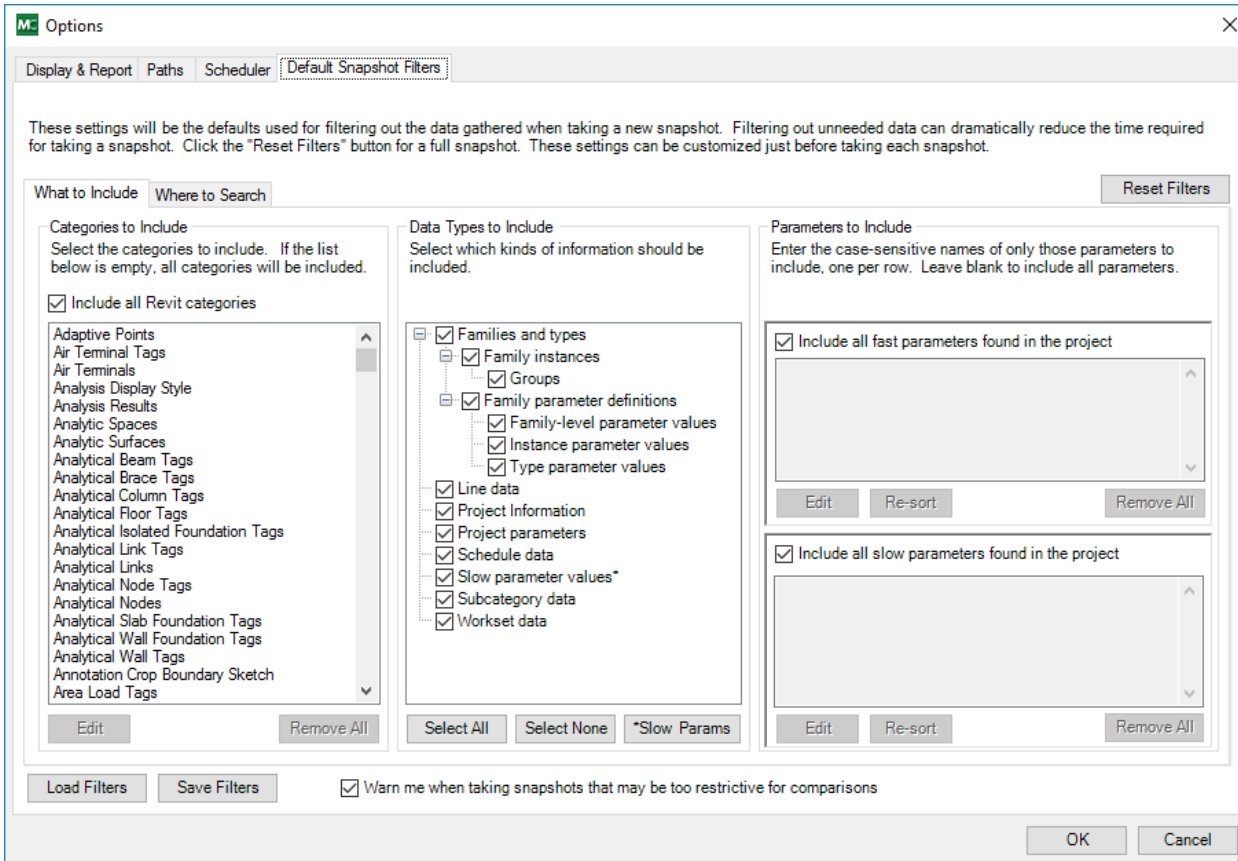 MC Options
Display & Report Paths Scheduler Default Snapshot Filters
These settings will be the defaults used for filtering out the data gathered when taking a new snapshot. Filtering out unneeded data can dramatically reduce the time required
for taking a snapshot. Click the "Reset Filters" button for a full snapshot. These settings can be customized just before taking each snapshot.
What to Include Where to Search
Reset Filters
Categories to Include
Select the categories to include. If the list
below is empty, all categories will be included.
Include all Revit categories
Adaptive Points
Air Terminal Tags
Air Terminals
Analysis Display Style
Analysis Results
Analytic Spaces
Analytic Surfaces
Analytical Beam Tags
Analytical Brace Tags
Analytical Column Tags
Analytical Floor Tags
Analytical Isolated Foundation Tags
Analytical Link Tags
Analytical Links
Analytical Node Tags
Analytical Nodes
Analytical Slab Foundation Tags
Analytical Wall Foundation Tags
Analytical Wall Tags
Annotation Crop Boundary Sketch
Area Load Tags
Edit Remove All
Data Types to Include
Select which kinds of information should be
included.
Families and types
Family instances
Groups
Family parameter definitions
Family-level parameter values
Instance parameter values
Type parameter values
Line data
Project Information
Project parameters
Schedule data
Slow parameter values*
Subcategory data
Workset data
Select All Select None *Slow Params
Parameters to Include
Enter the case-sensitive names of only those parameters to
include, one per row. Leave blank to include all parameters.
Include all fast parameters found in the project
Edit Re-sort Remove All
Include all slow parameters found in the project
Edit Re-sort Remove All
Load Filters Save Filters Warn me when taking snapshots that may be too restrictive for comparisons
OK Cancel